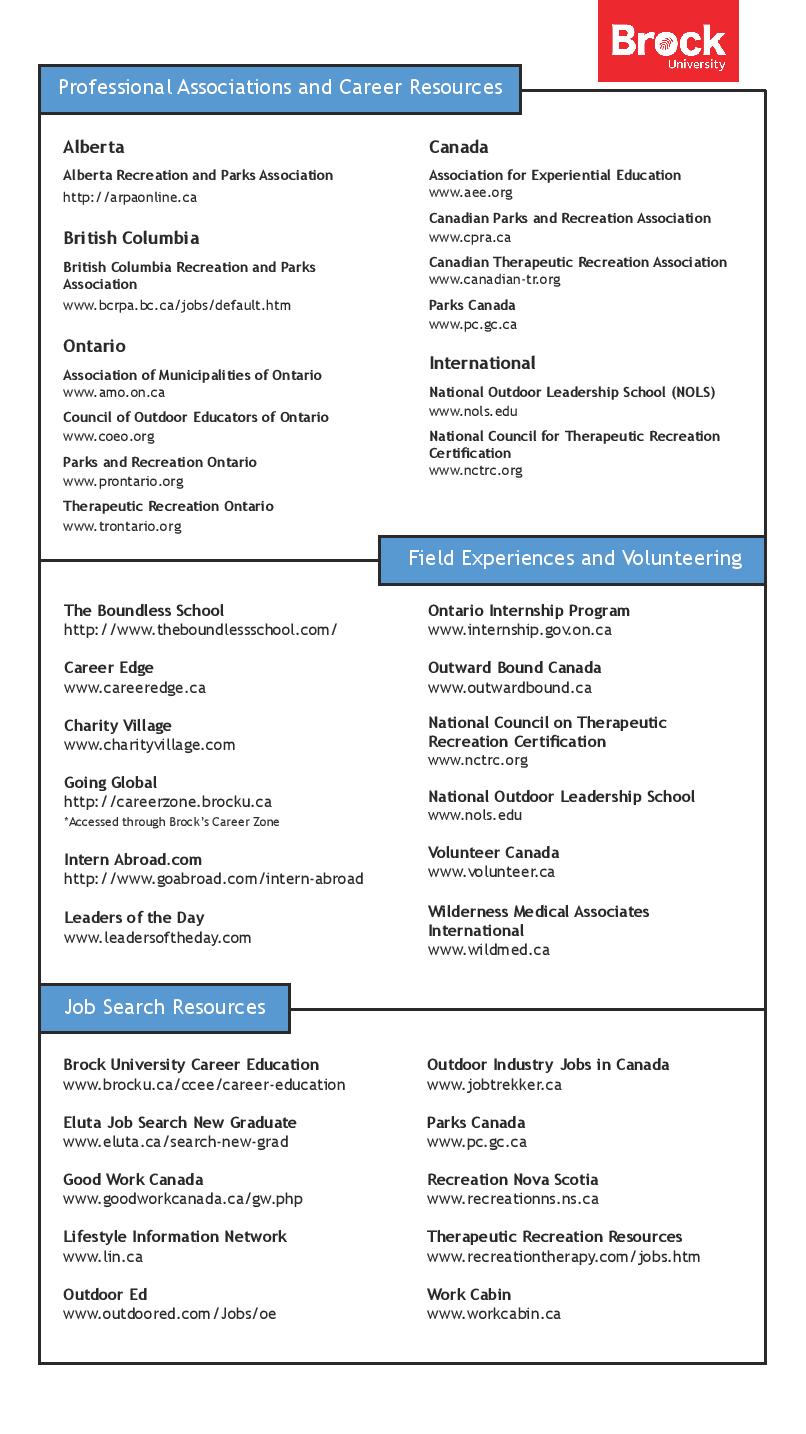 Brock
University
Professional Associations and Career Resources
Alberta
Alberta Recreation and Parks Association
http://arpaonline.ca
British Columbia
British Columbia Recreation and Parks
Association
www.bcrpa.bc.ca/jobs/default.htm
Ontario
Association of Municipalities of Ontario
www.amo.on.ca
Council of Outdoor Educators of Ontario
www.coeo.org
Parks and Recreation Ontario
www.prontario.org
Therapeutic Recreation Ontario
www.trontario.org
Canada
Association for Experiential Education
www.aee.org
Canadian Parks and Recreation Association
www.cpra.ca
Canadian Therapeutic Recreation Association
www.canadian-tr.org
Parks Canada
www.pc.gc.ca
International
National Outdoor Leadership School (NOLS)
www.nols.edu
National Council for Therapeutic Recreation
Certification
www.nctrc.org
Field Experiences and Volunteering
The Boundless School
http://www.theboundlessschool.com/
Career Edge
www.careeredge.ca
Charity Village
www.charityvillage.com
Going Global
http://careerzone.brocku.ca
*Accessed through Brock's Career Zone
Intern Abroad.com
http://www.goabroad.com/intern-abroad
Leaders of the Day
www.leadersoftheday.com
Ontario Internship Program
www.internship.gov.on.ca
Outward Bound Canada
www.outwardbound.ca
National Council on Therapeutic
Recreation Certification
www.nctrc.org
National Outdoor Leadership School
www.nols.edu
Volunteer Canada
www.volunteer.ca
Wilderness Medical Associates
International
www.wildmed.ca
Job Search Resources
Brock University Career Education
www.brocku.ca/ccee/career-education
Eluta Job Search New Graduate
www.eluta.ca/search-new-grad
Good Work Canada
www.goodworkcanada.ca/gw.php
Lifestyle Information Network
www.lin.ca
Outdoor Ed
www.outdoored.com/Jobs/oe
Outdoor Industry Jobs in Canada
www.jobtrekker.ca
Parks Canada
www.pc.gc.ca
Recreation Nova Scotia
www.recreationns.ns.ca
Therapeutic Recreation Resources
www.recreationtherapy.com/jobs.htm
Work Cabin
www.workcabin.ca